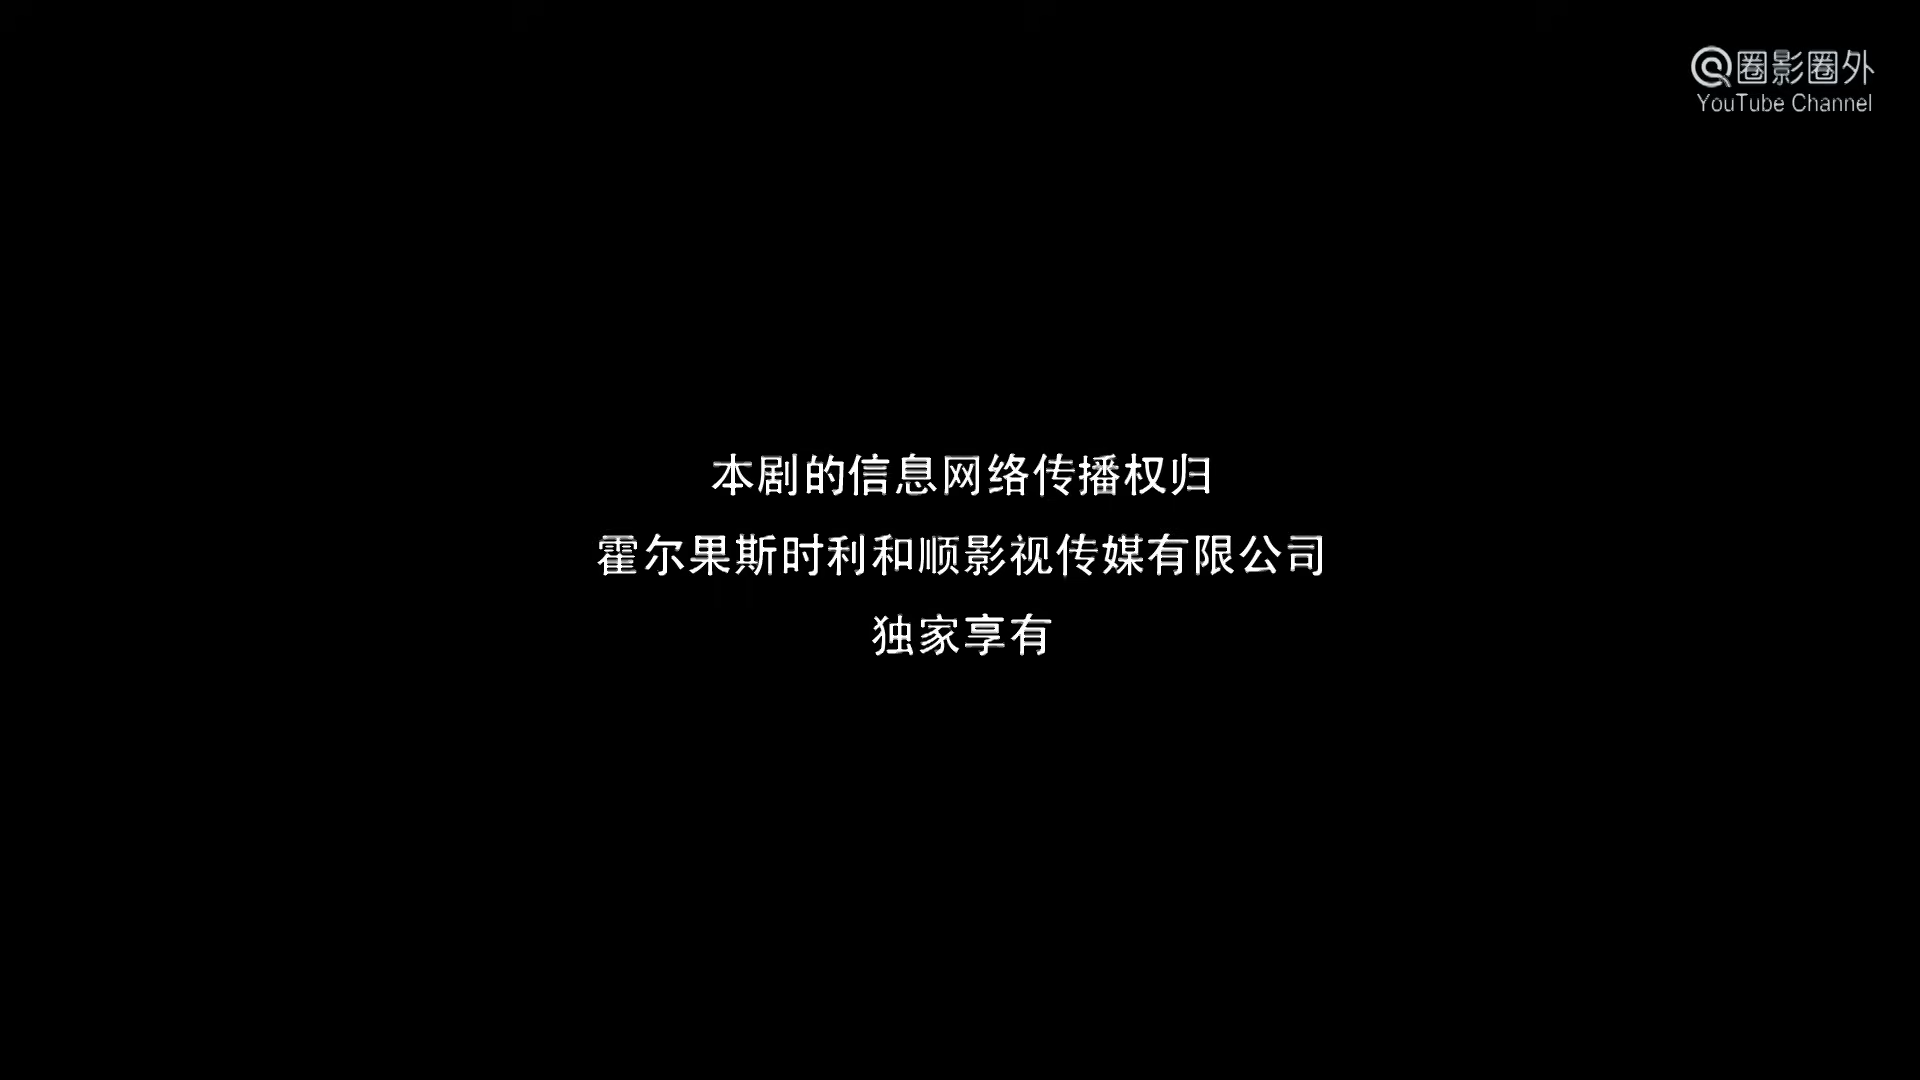 圈影圈外
YouTube Channel
本剧的信息网络传播权归
霍尔果斯时利和顺影视传媒有限公司
独家享有